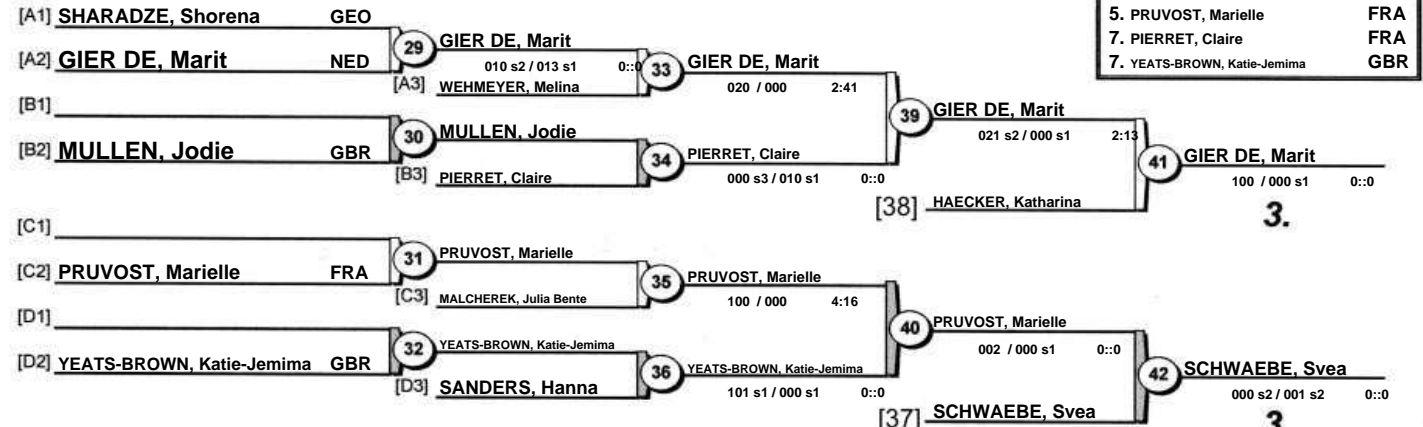 [A1] SHARADZE, Shorena GEO
[A2] GIER DE, Marit NED
29 GIER DE, Marit
010 s2 / 013 s1 0::0
[A3] WEHMEYER, Melina
33 GIER DE, Marit
020 / 000 2:41
[B1]
[B2] MULLEN, Jodie GBR
30 MULLEN, Jodie
[B3] PIERRET, Claire
34 PIERRET, Claire
000 s3 / 010 s1 0::0
39 GIER DE, Marit
021 s2 / 000 s1 2:13
[38] HAECKER, Katharina
41 GIER DE, Marit
100 / 000 s1 0::0
3.
[C1]
[C2] PRUVOST, Marielle FRA
31 PRUVOST, Marielle
[C3] MALCHEREK, Julia Bente
35 PRUVOST, Marielle
100 / 000 4:16
[D1]
[D2] YEATS-BROWN, Katie-Jemima GBR
32 YEATS-BROWN, Katie-Jemima
[D3] SANDERS, Hanna
36 YEATS-BROWN, Katie-Jemima
101 s1 / 000 s1 0::0
40 PRUVOST, Marielle
002 / 000 s1 0::0
[37] SCHWAEBE, Svea
42 SCHWAEBE, Svea
000 s2 / 001 s2 0::0
3.
5. PRUVOST, Marielle FRA
7. PIERRET, Claire FRA
7. YEATS-BROWN, Katie-Jemima GBR